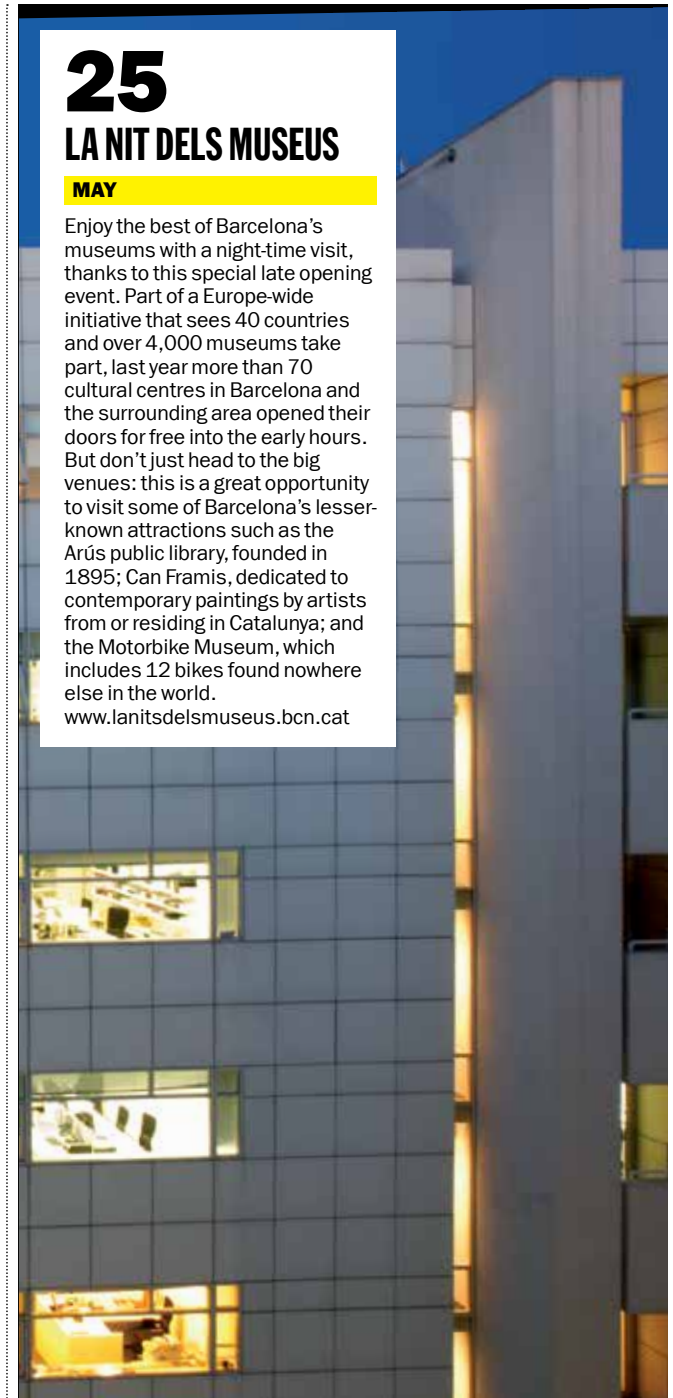 25
LA NIT DELS MUSEUS
MAY
Enjoy the best of Barcelona's
museums with a night-time visit,
thanks to this special late opening
event. Part of a Europe-wide
initiative that sees 40 countries
and over 4,000 museums take
part, last year more than 70
cultural centres in Barcelona and
the surrounding area opened their
doors for free into the early hours.
But don't just head to the big
venues: this is a great opportunity
to visit some of Barcelona's lesser-
known attractions such as the
Arús public library, founded in
1895; Can Framis, dedicated to
contemporary paintings by artists
from or residing in Catalunya; and
the Motorbike Museum, which
includes 12 bikes found nowhere
else in the world.
www.lanitsdelsmuseus.bcn.cat